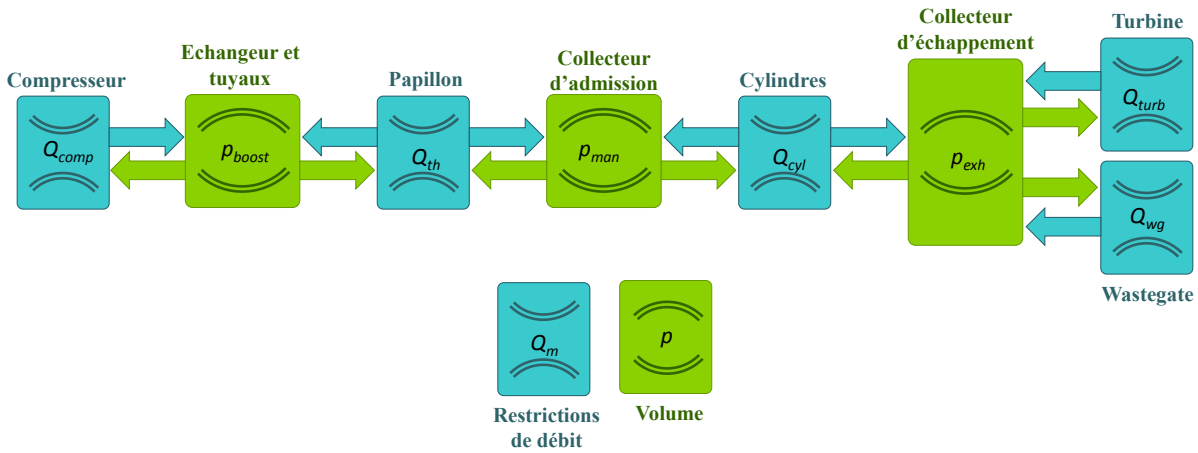 Compresseur
Q_comp
Echangeur et
tuyaux
p_boost
Papillon
Q_th
Collecteur
d’admission
p_man
Cylindres
Q_cyl
Collecteur
d’échappement
p_exh
Turbine
Q_turb
Q_wg
Wastegate
Q_m
Restrictions
de débit
p
Volume